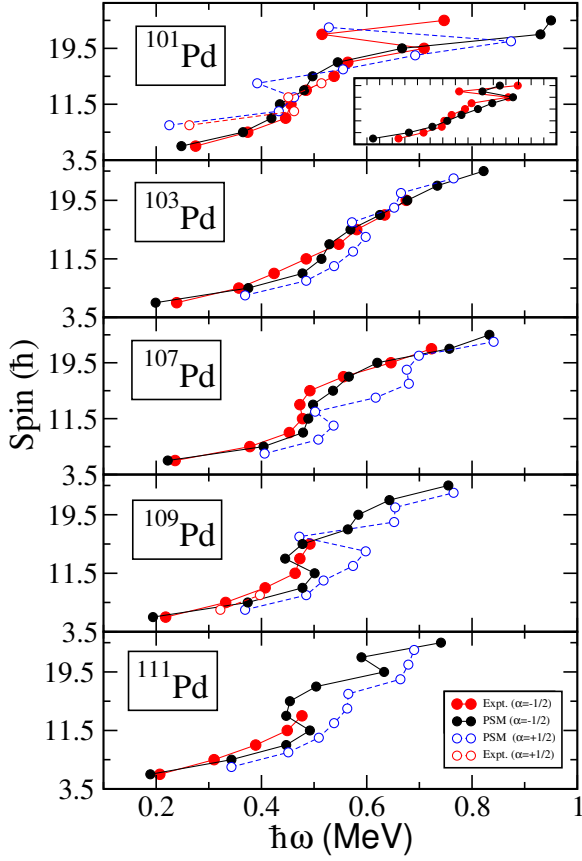 19.5
11.5
3.5
¹⁰¹Pd
19.5
11.5
3.5
¹⁰³Pd
19.5
11.5
3.5
¹⁰⁷Pd
19.5
11.5
3.5
¹⁰⁹Pd
19.5
11.5
3.5
¹¹¹Pd
Spin (ħ)
Expt. (α=-1/2)
PSM (α=-1/2)
PSM (α=+1/2)
Expt. (α=+1/2)
0.2 0.4 0.6 0.8 1
ħω (MeV)